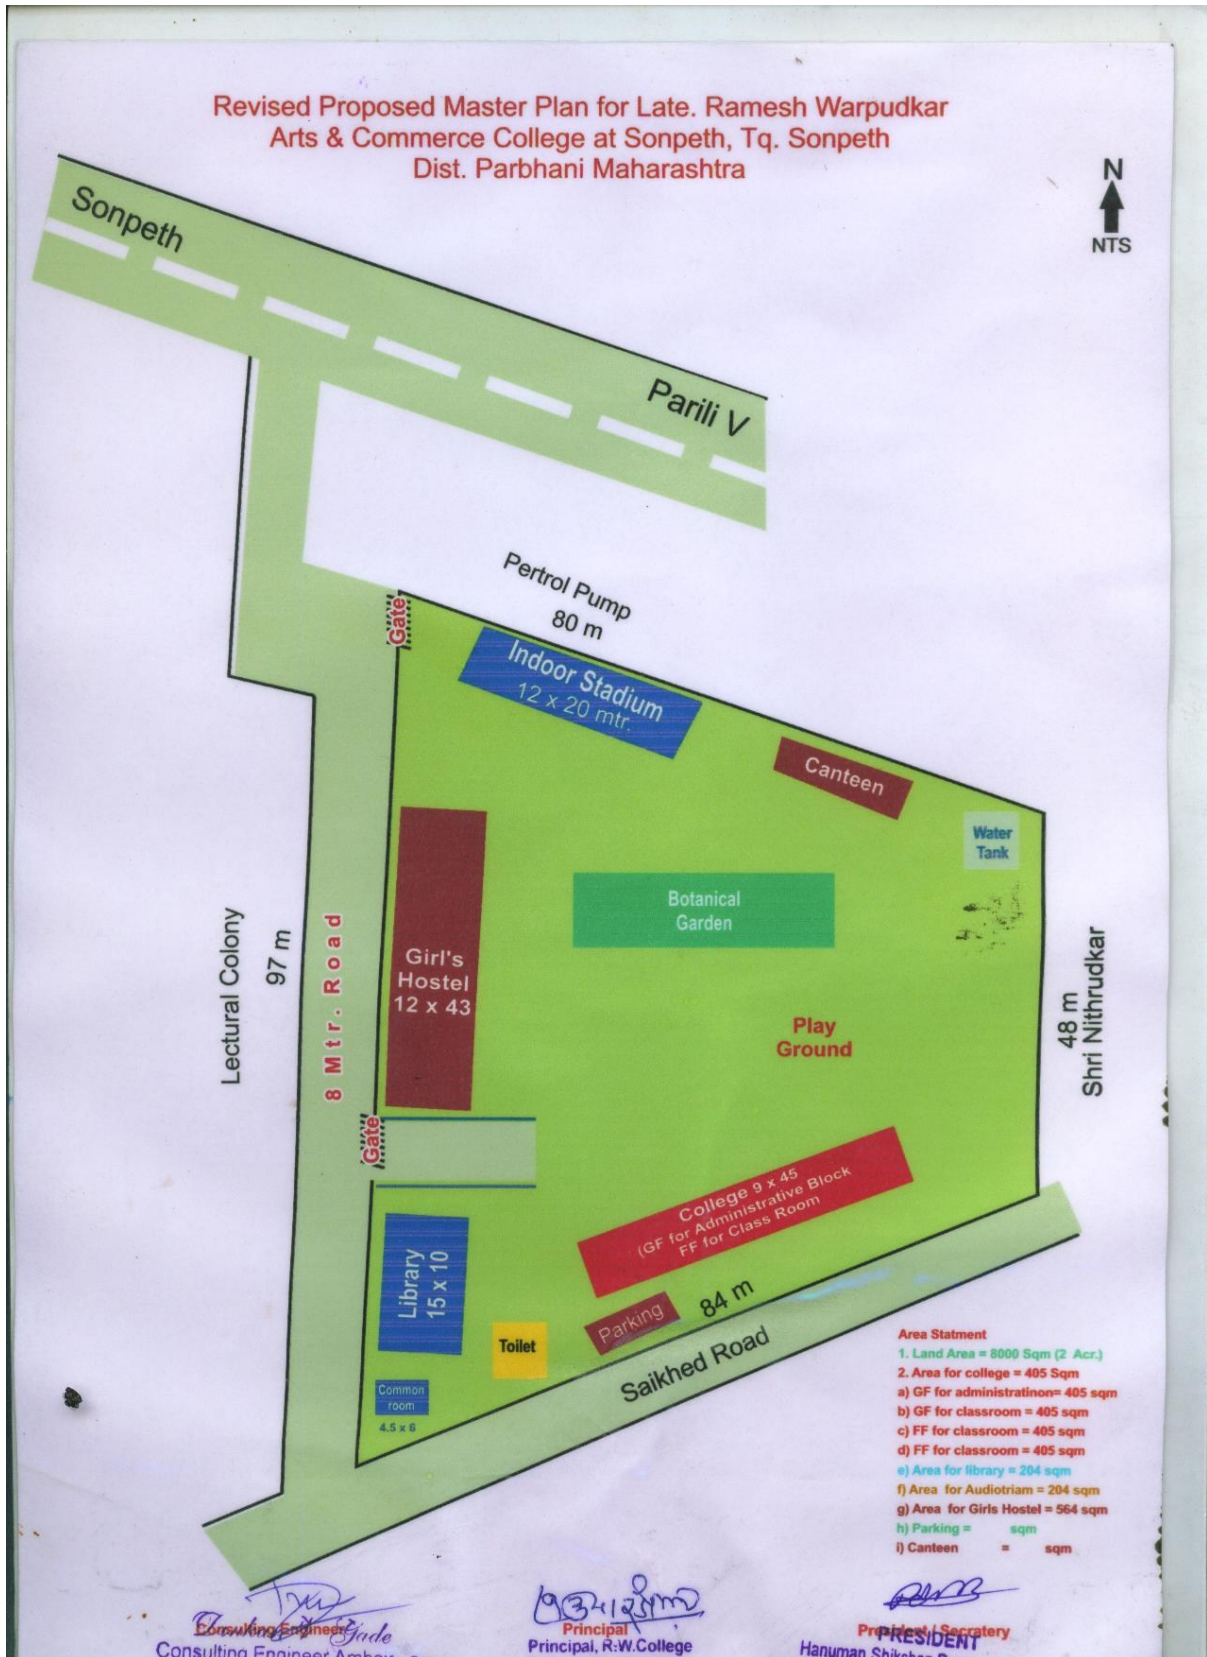 Revised Proposed Master Plan for Late. Ramesh Warpudkar
Arts & Commerce College at Sonpeth, Tq. Sonpeth
Dist. Parbhani Maharashtra
N
NTS
Sonpeth
Parili V
Pertrol Pump
80 m
Gate
Indoor Stadium
12 x 20 mtr.
Canteen
Water
Tank
Botanical
Garden
Girl's
Hostel
12 x 43
Lectural Colony
97 m
8 Mtr. Road
Play
Ground
48 m
Shri Nithrudkar
Gate
College 9 x 45
(GF for Administrative Block
FF for Class Room
Library
15 x 10
Parking
84 m
Toilet
Saikhed Road
Common
room
4.5 x 6
Area Statment
1. Land Area = 8000 Sqm (2 Acr.)
2. Area for college = 405 Sqm
a) GF for administratinon= 405 sqm
b) GF for classroom = 405 sqm
c) FF for classroom = 405 sqm
d) FF for classroom = 405 sqm
e) Area for library = 204 sqm
f) Area for Audiotriam = 204 sqm
g) Area for Girls Hostel = 564 sqm
h) Parking = sqm
i) Canteen = sqm
Consulting Engineer
Gade
Consulting Engineer
Principal
Principal, R.W.College
President / Secratery
PRESIDENT
Hanuman